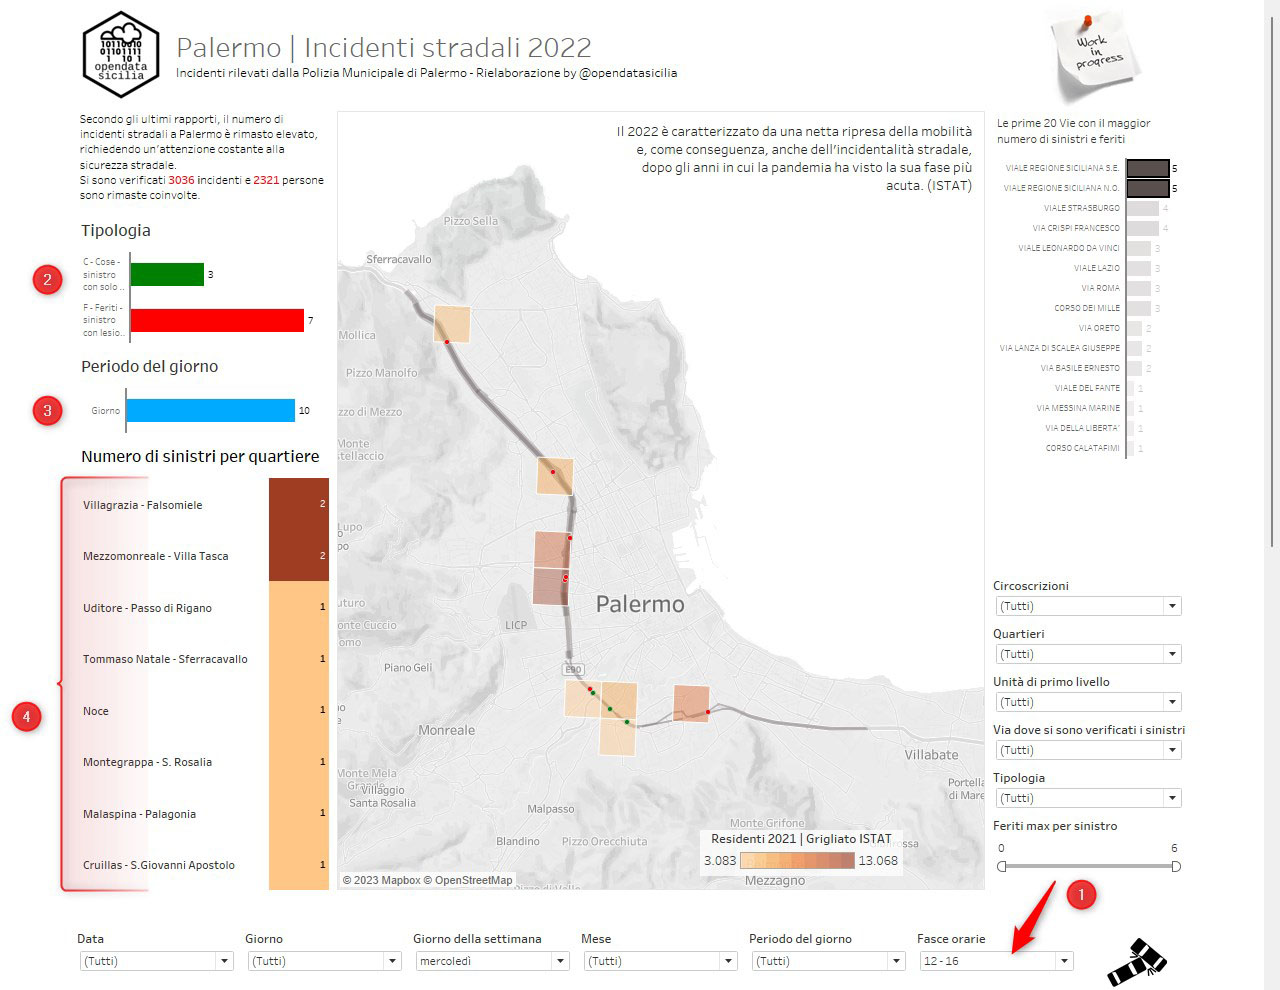 10110010
0101111
1 10 1
opendata
sicilia
Palermo | Incidenti stradali 2022
Incidenti rilevati dalla Polizia Municipale di Palermo - Rielaborazione by @opendatasicilia
Work
in
progress
Secondo gli ultimi rapporti, il numero di
incidenti stradali a Palermo è rimasto elevato,
richiedendo un'attenzione costante alla
sicurezza stradale.
Si sono verificati 3036 incidenti e 2321 persone
sono rimaste coinvolte.
Tipologia
2
C - Cose -
sinistro
con solo ..
3
F - Feriti -
sinistro
con lesio..
7
Periodo del giorno
3
Giorno
10
Numero di sinistri per quartiere
4
Villagrazia - Falsomiele 2
Mezzomonreale - Villa Tasca 2
Uditore - Passo di Rigano 1
Tommaso Natale - Sferracavallo 1
Noce 1
Montegrappa - S. Rosalia 1
Malaspina - Palagonia 1
Cruillas - S.Giovanni Apostolo 1
Il 2022 è caratterizzato da una netta ripresa della mobilità
e, come conseguenza, anche dell'incidentalità stradale,
dopo gli anni in cui la pandemia ha visto la sua fase più
acuta. (ISTAT)
Pizzo Sella
Sferracavallo
Mollica
Pizzo Manolfo
zzo di Mezzo
Monte
tellaccio
Lupo
po
Palermo
uturo
nte Cuccio
omo
LICP
E90
Piano Geli
no
Monreale
Villabate
Monte Mela
Grande
Villaggio
Santa Rosalia
Portella
di Mare
Malpasso
Monte Grifone
Blandino
Pizzo Orecchiuta
rossa
Residenti 2021 | Grigliato ISTAT
3.083 13.068
Mezzagno
Pizzo di Valle
© 2023 Mapbox © OpenStreetMap
Le prime 20 Vie con il maggior
numero di sinistri e feriti
VIALE REGIONE SICILIANA S.E. 5
VIALE REGIONE SICILIANA N.O. 5
VIALE STRASBURGO 4
VIA CRISPI FRANCESCO 4
VIALE LEONARDO DA VINCI 3
VIALE LAZIO 3
VIA ROMA 3
CORSO DEI MILLE 3
VIA ORETO 2
VIA LANZA DI SCALEA GIUSEPPE 2
VIA BASILE ERNESTO 2
VIALE DEL FANTE 1
VIA MESSINA MARINE 1
VIA DELLA LIBERTA' 1
CORSO CALATAFIMI 1
Circoscrizioni
(Tutti)
Quartieri
(Tutti)
Unità di primo livello
(Tutti)
Via dove si sono verificati i sinistri
(Tutti)
Tipologia
(Tutti)
Feriti max per sinistro
0 6
1
Data
(Tutti)
Giorno
(Tutti)
Giorno della settimana
mercoledì
Mese
(Tutti)
Periodo del giorno
(Tutti)
Fasce orarie
12 - 16